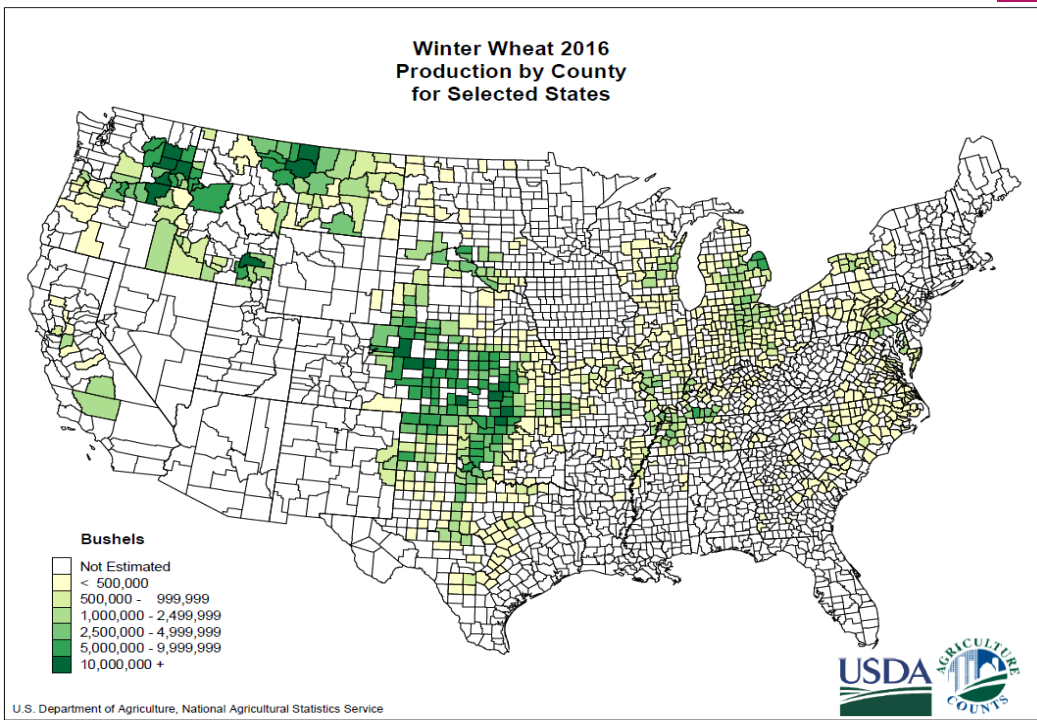 Winter Wheat 2016
Production by County
for Selected States
Bushels
Not Estimated
< 500,000
500,000 - 999,999
1,000,000 - 2,499,999
2,500,000 - 4,999,999
5,000,000 - 9,999,999
10,000,000 +
USDA
AGRICULTURE
COUNTS
U.S. Department of Agriculture, National Agricultural Statistics Service